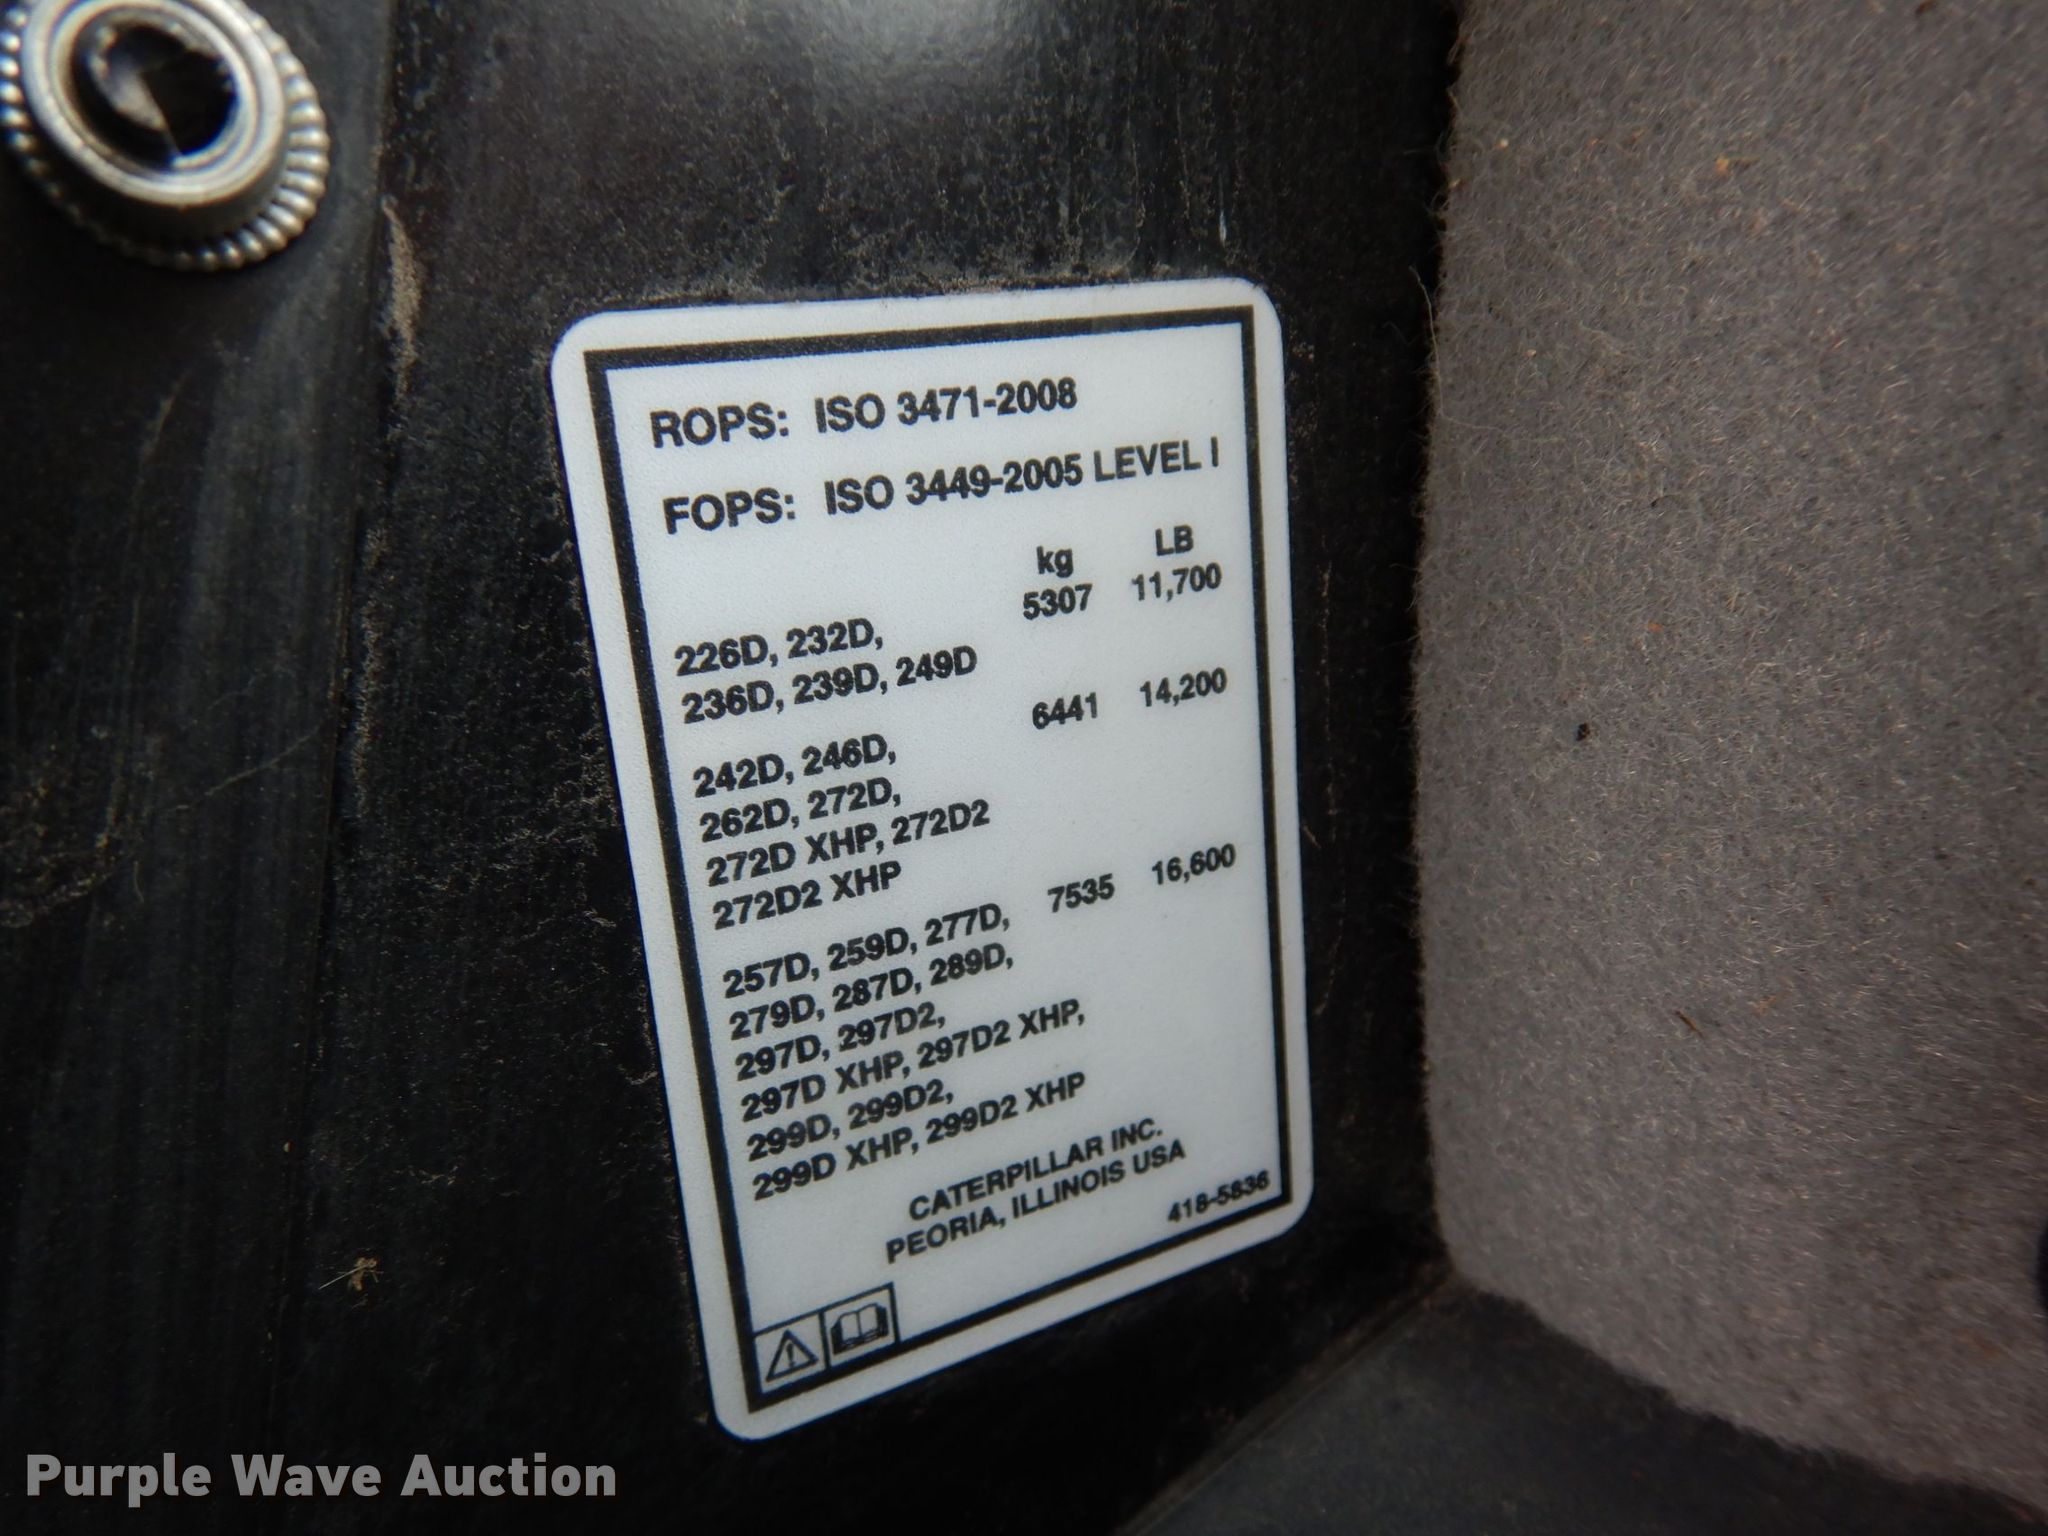 ROPS: ISO 3471-2008
FOPS: ISO 3449-2005 LEVEL I
kg LB
5307 11,700
226D, 232D,
236D, 239D, 249D
6441 14,200
242D, 246D,
262D, 272D,
272D XHP, 272D2
272D2 XHP
7535 16,600
257D, 259D, 277D,
279D, 287D, 289D,
297D, 297D2,
297D XHP, 297D2 XHP,
299D, 299D2,
299D XHP, 299D2 XHP
CATERPILLAR INC.
PEORIA, ILLINOIS USA
418-5836
Purple Wave Auction